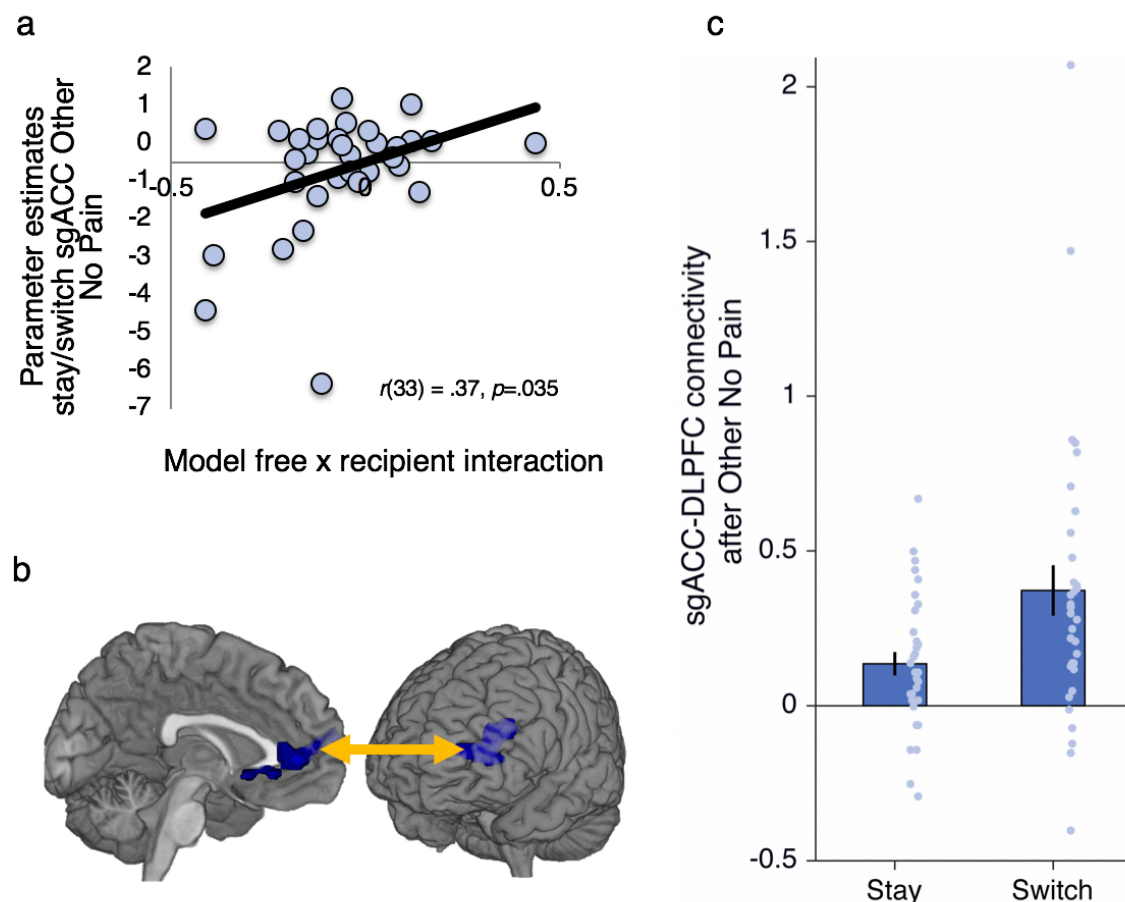 a
Parameter estimates
stay/switch sgACC Other
No Pain
2
1
0
-1
-2
-3
-4
-5
-6
-7
-0.5
0
0.5
r(33) = .37, p=.035
Model free x recipient interaction
b
c
sgACC-DLPFC connectivity
after Other No Pain
2
1.5
1
0.5
0
-0.5
Stay
Switch